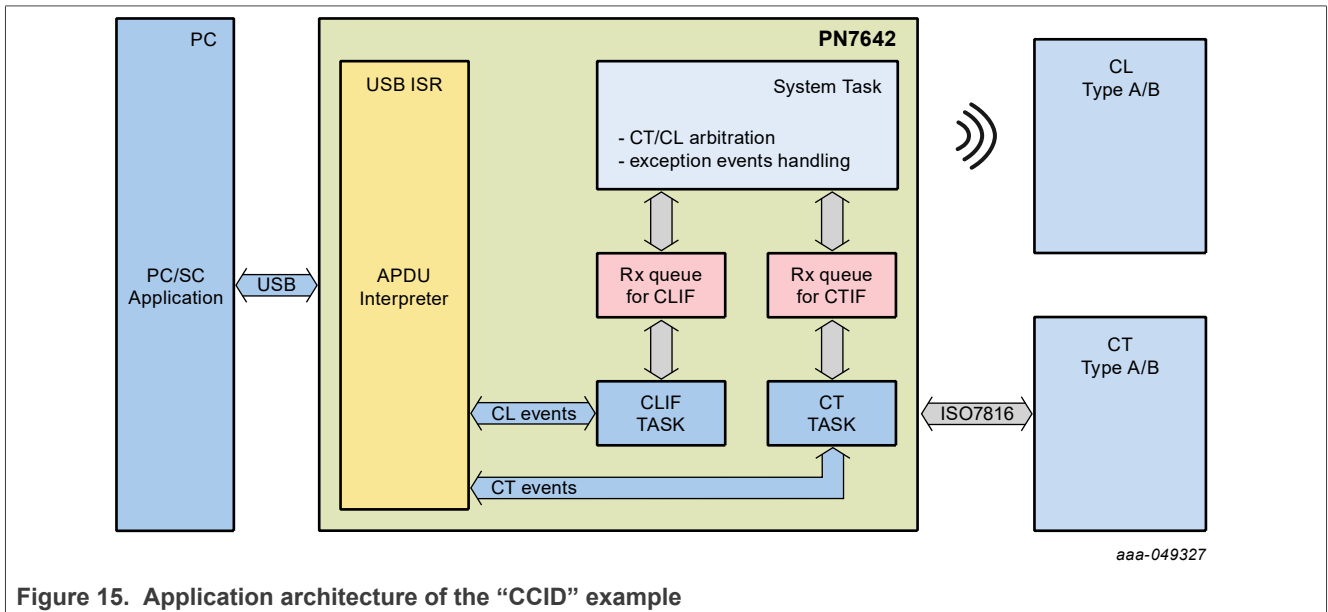 PC
PC/SC
Application
USB
PN7642
USB ISR
APDU
Interpreter
System Task
- CT/CL arbitration
- exception events handling
Rx queue
for CLIF
Rx queue
for CTIF
CL events
CLIF
TASK
CT
TASK
CT events
ISO7816
CL
Type A/B
CT
Type A/B
aaa-049327
Figure 15. Application architecture of the “CCID” example